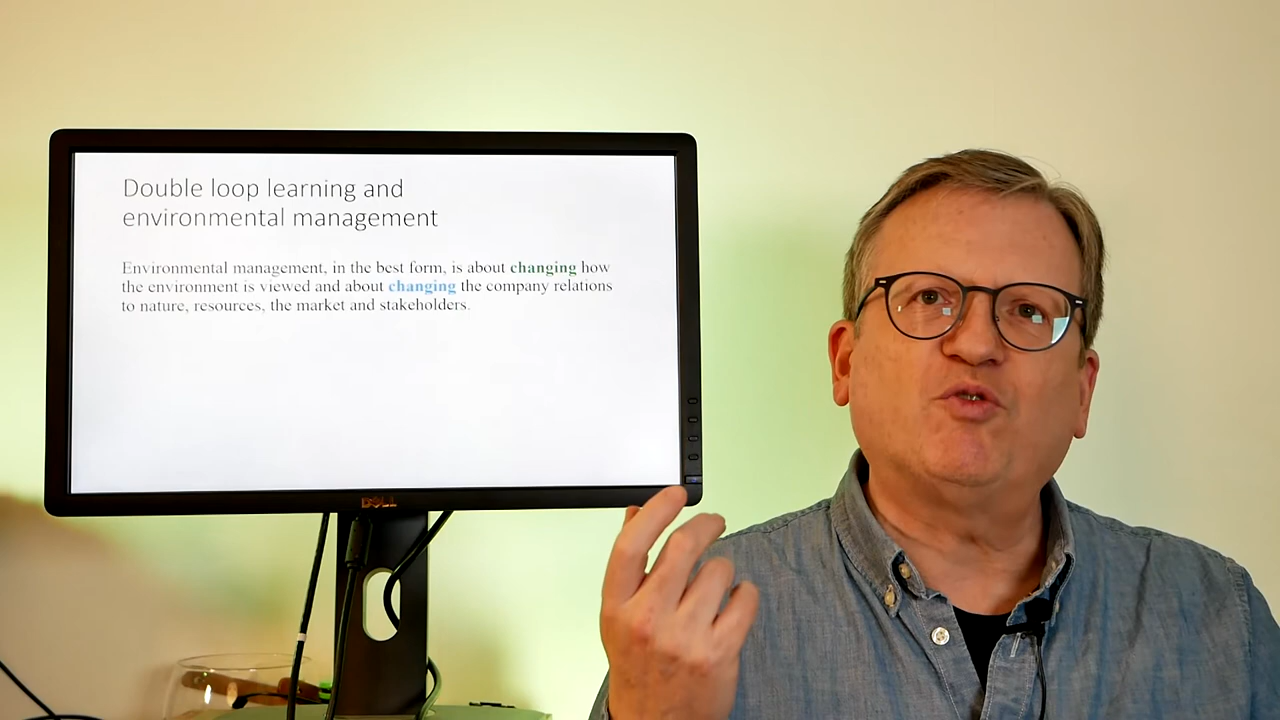 Double loop learning and
environmental management
Environmental management, in the best form, is about changing how
the environment is viewed and about changing the company relations
to nature, resources, the market and stakeholders.
DELL